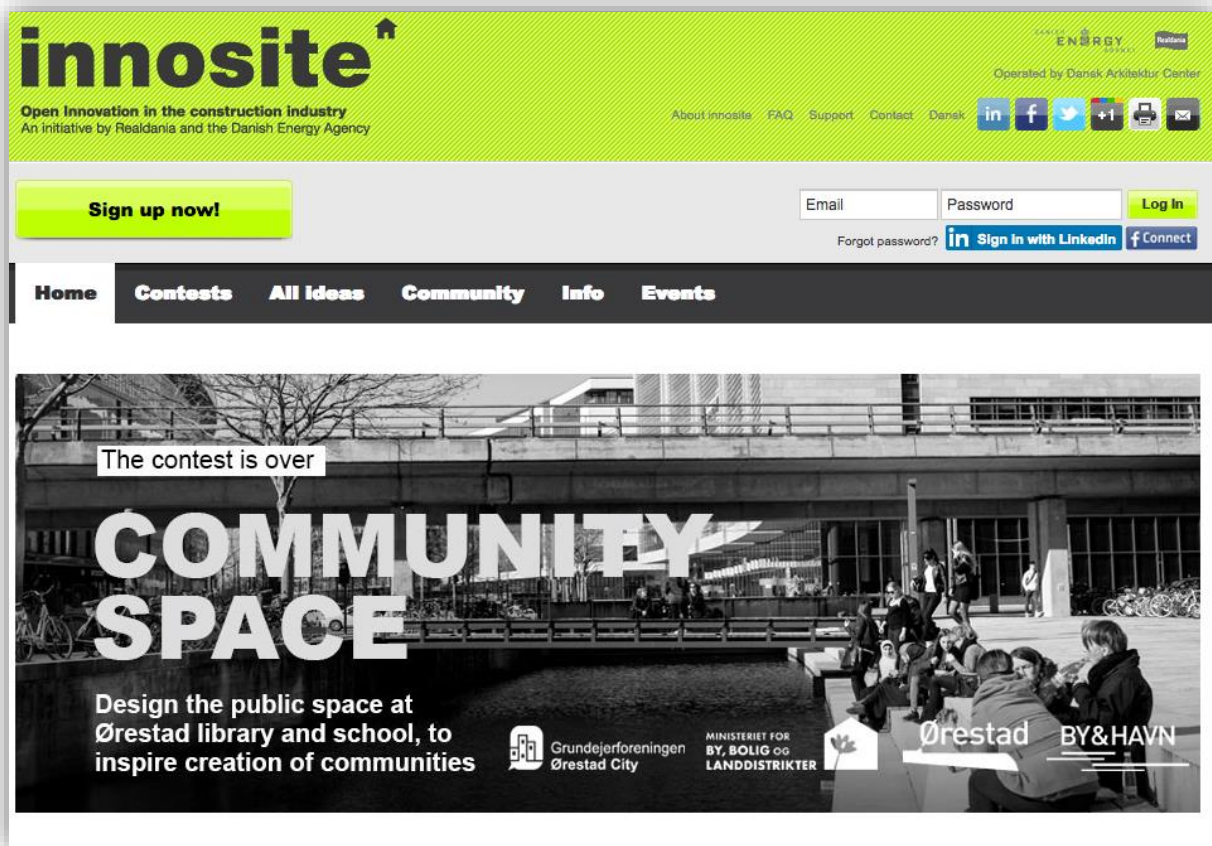 innosite
Open Innovation in the construction industry
An initiative by Realdania and the Danish Energy Agency
DANISH ENERGY AGENCY
Realdania
Operated by Dansk Arkitektur Center
About innosite FAQ Support Contact Dansk
in f +1
Sign up now!
Email Password Log In
Forgot password? in Sign in with LinkedIn f Connect
Home Contests All ideas Community Info Events
The contest is over
COMMUNITY
SPACE
Design the public space at
Ørestad library and school, to
inspire creation of communities
Grundejerforeningen
Ørestad City
MINISTERIET FOR
BY, BOLIG OG
LANDDISTRIKTER
Ørestad
BY&HAVN